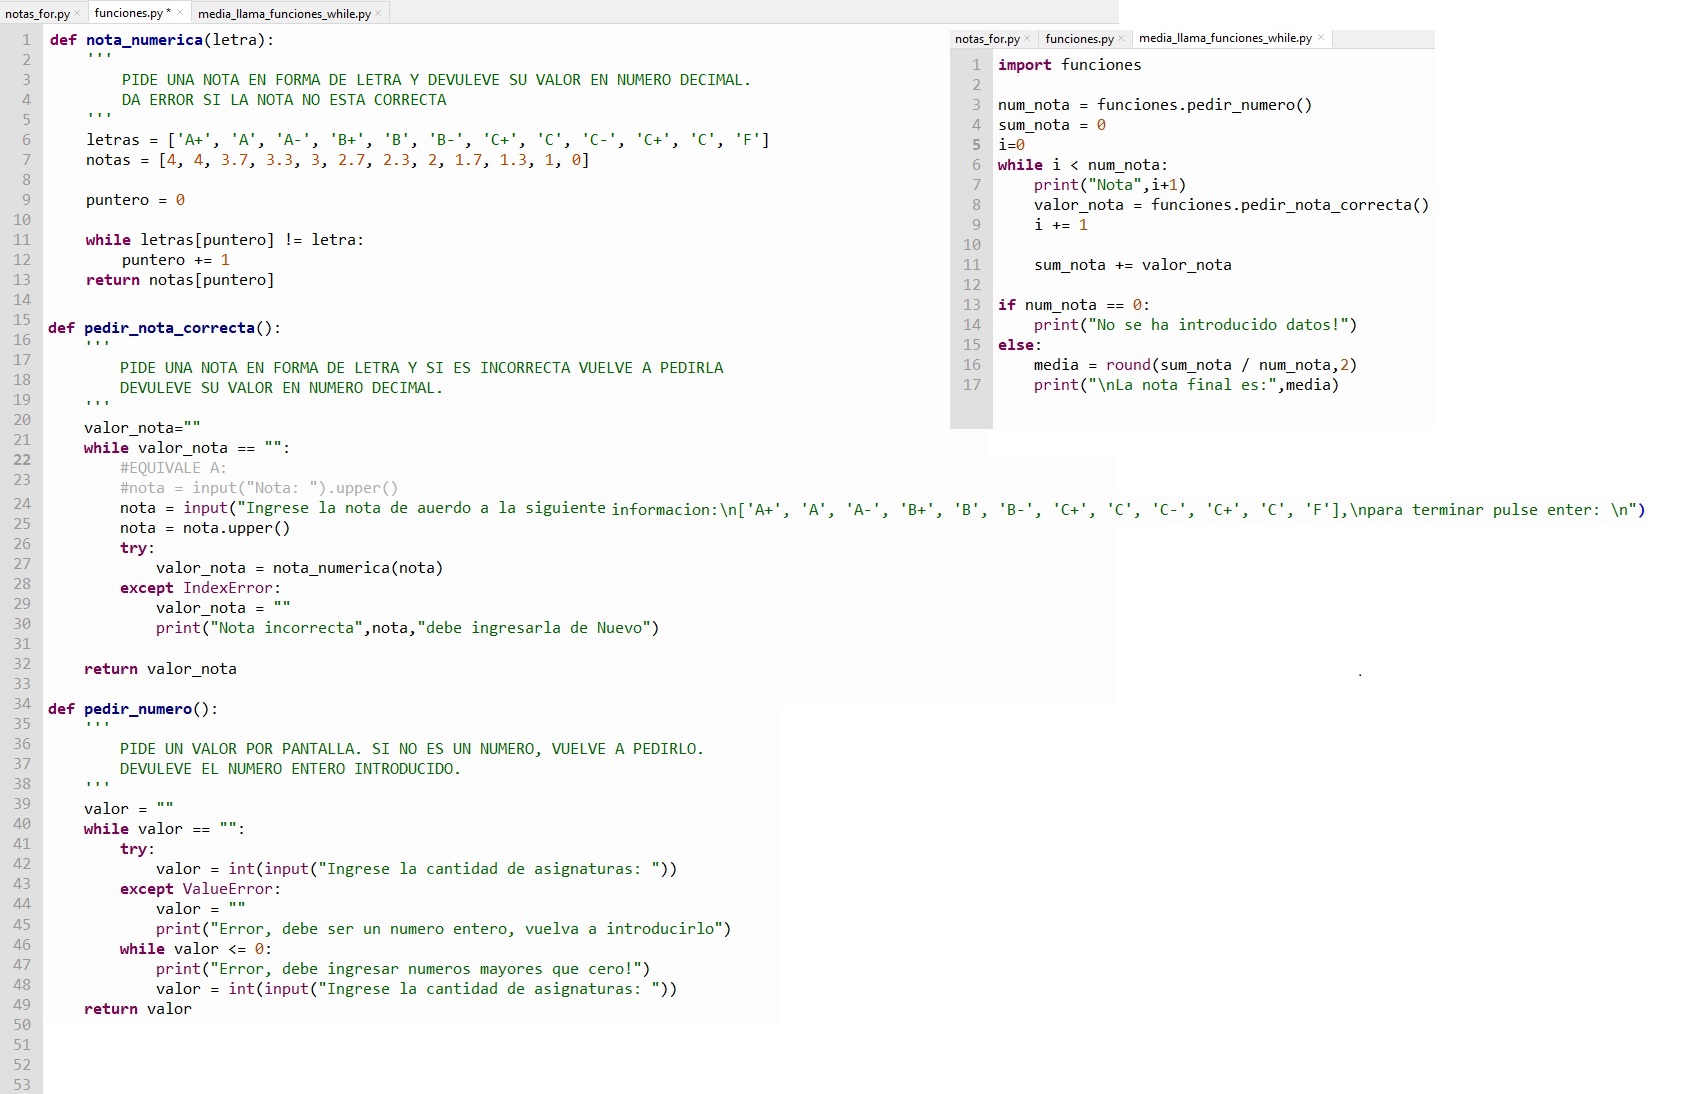 notas_for.py × funciones.py * × media_llama_funciones_while.py ×
1 def nota_numerica(letra):
2     '''
3         PIDE UNA NOTA EN FORMA DE LETRA Y DEVULEVE SU VALOR EN NUMERO DECIMAL.
4         DA ERROR SI LA NOTA NO ESTA CORRECTA
5     '''
6     letras = ['A+', 'A', 'A-', 'B+', 'B', 'B-', 'C+', 'C', 'C-', 'C+', 'C', 'F']
7     notas = [4, 4, 3.7, 3.3, 3, 2.7, 2.3, 2, 1.7, 1.3, 1, 0]
8
9     puntero = 0
10
11     while letras[puntero] != letra:
12         puntero += 1
13     return notas[puntero]
14
15 def pedir_nota_correcta():
16     '''
17         PIDE UNA NOTA EN FORMA DE LETRA Y SI ES INCORRECTA VUELVE A PEDIRLA
18         DEVULEVE SU VALOR EN NUMERO DECIMAL.
19     '''
20     valor_nota=""
21     while valor_nota == "":
22         #EQUIVALE A:
23         #nota = input("Nota: ").upper()
24         nota = input("Ingrese la nota de auerdo a la siguiente informacion:\n['A+', 'A', 'A-', 'B+', 'B', 'B-', 'C+', 'C', 'C-', 'C+', 'C', 'F'],\npara terminar pulse enter: \n")
25         nota = nota.upper()
26         try:
27             valor_nota = nota_numerica(nota)
28         except IndexError:
29             valor_nota = ""
30             print("Nota incorrecta",nota,"debe ingresarla de Nuevo")
31
32     return valor_nota
33
34 def pedir_numero():
35     '''
36         PIDE UN VALOR POR PANTALLA. SI NO ES UN NUMERO, VUELVE A PEDIRLO.
37         DEVULEVE EL NUMERO ENTERO INTRODUCIDO.
38     '''
39     valor = ""
40     while valor == "":
41         try:
42             valor = int(input("Ingrese la cantidad de asignaturas: "))
43         except ValueError:
44             valor = ""
45             print("Error, debe ser un numero entero, vuelva a introducirlo")
46         while valor <= 0:
47             print("Error, debe ingresar numeros mayores que cero!")
48             valor = int(input("Ingrese la cantidad de asignaturas: "))
49     return valor
50
51
52
53
notas_for.py × funciones.py × media_llama_funciones_while.py ×
1 import funciones
2
3 num_nota = funciones.pedir_numero()
4 sum_nota = 0
5 i=0
6 while i < num_nota:
7     print("Nota",i+1)
8     valor_nota = funciones.pedir_nota_correcta()
9     i += 1
10
11     sum_nota += valor_nota
12
13 if num_nota == 0:
14     print("No se ha introducido datos!")
15 else:
16     media = round(sum_nota / num_nota,2)
17     print("\nLa nota final es:",media)